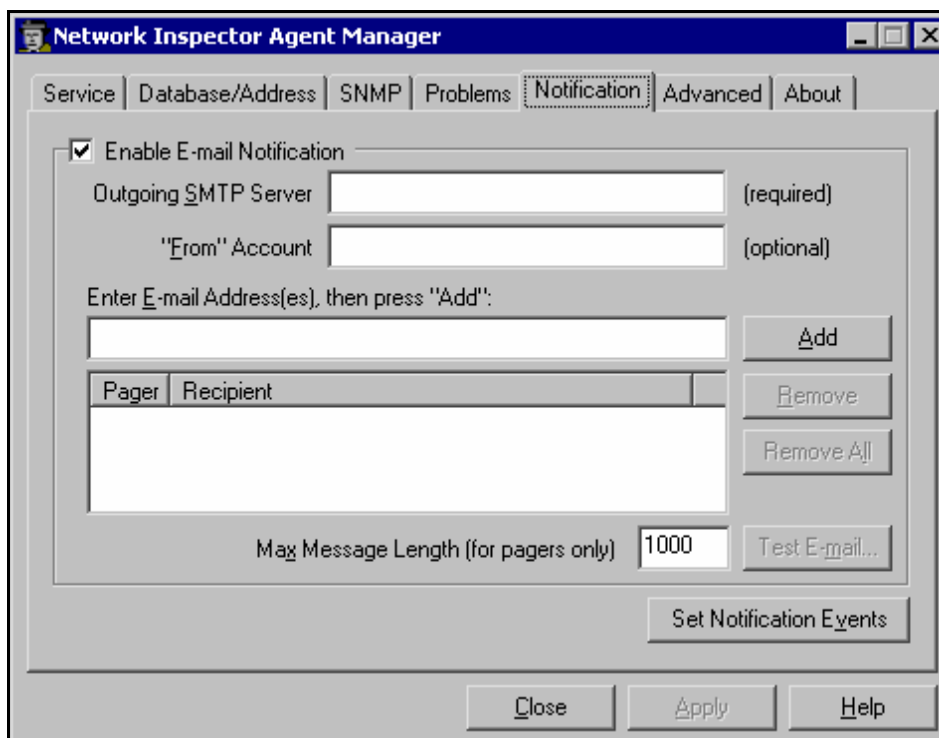 Network Inspector Agent Manager
Service Database/Address SNMP Problems Notification Advanced About
Enable E-mail Notification
Outgoing SMTP Server (required)
"From" Account (optional)
Enter E-mail Address(es), then press "Add":
Add
Pager Recipient
Remove
Remove All
Max Message Length (for pagers only) 1000 Test E-mail...
Set Notification Events
Close Apply Help